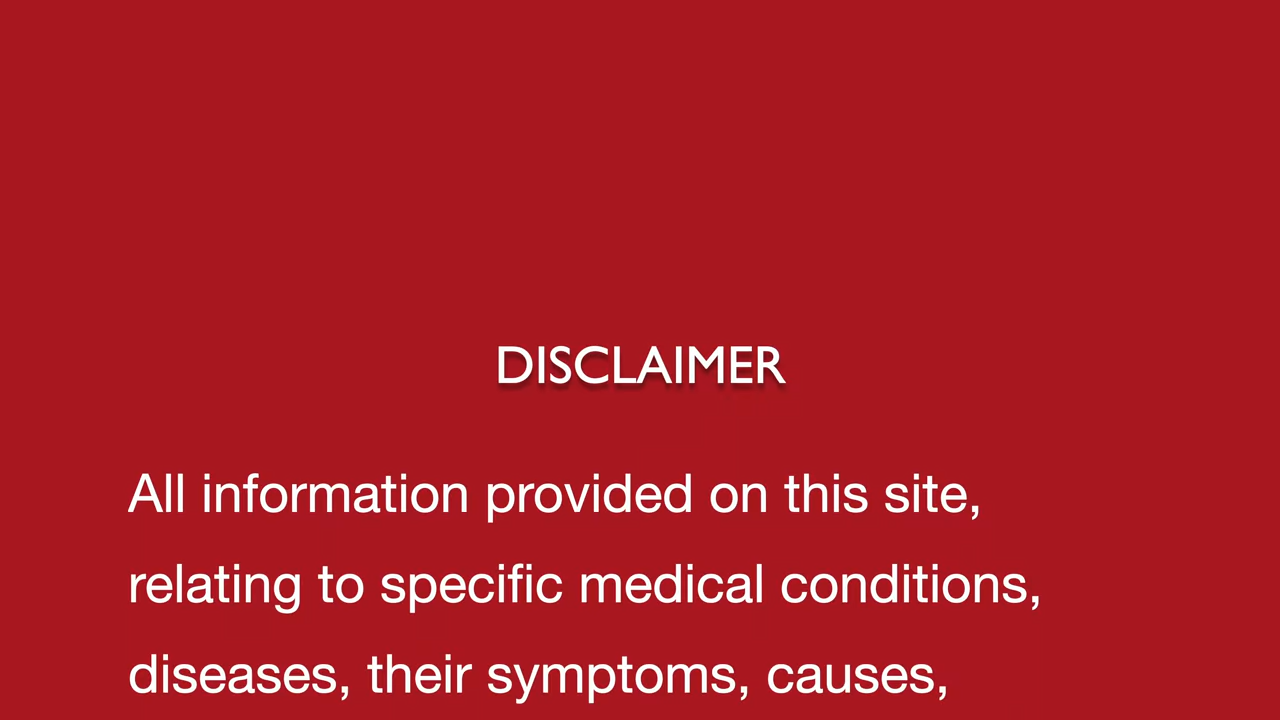 DISCLAIMER
All information provided on this site,
relating to specific medical conditions,
diseases, their symptoms, causes,